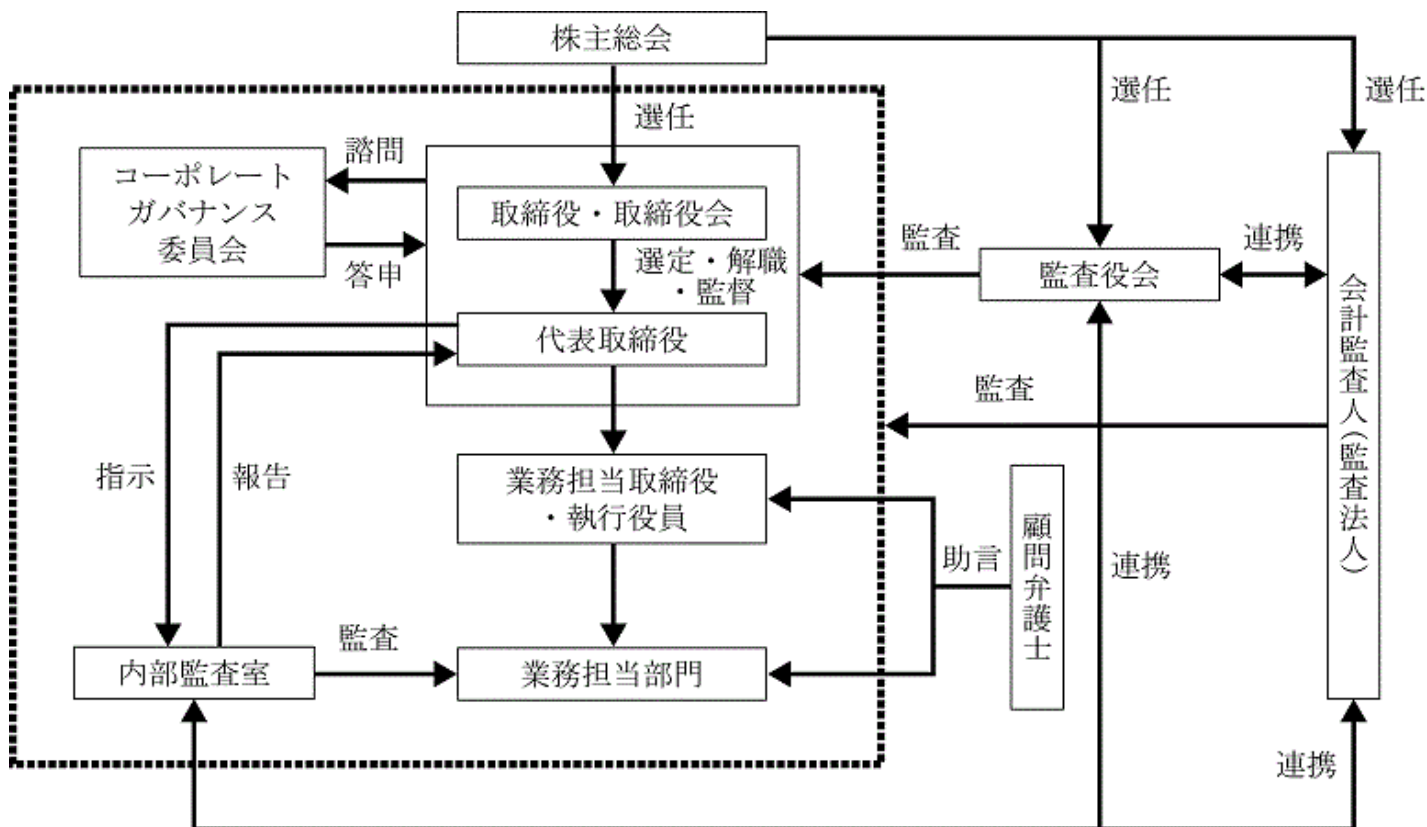 株主総会
選任
選任
選任
諮問
コーポレート
ガバナンス
委員会
答申
取締役・取締役会
選定・解職
・監督
代表取締役
監査
監査役会
連携
会計監査人(監査法人)
監査
指示
報告
業務担当取締役
・執行役員
助言
顧問弁護士
連携
内部監査室
監査
業務担当部門
連携